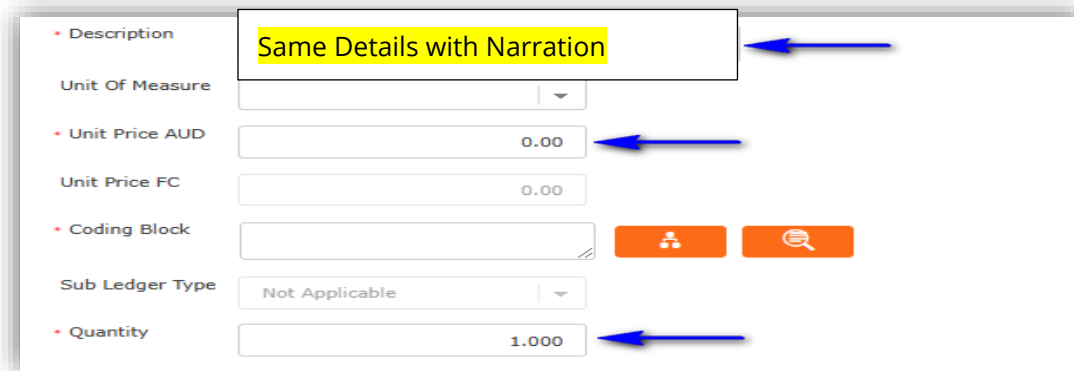 * Description
Same Details with Narration
Unit Of Measure
* Unit Price AUD
0.00
Unit Price FC
0.00
* Coding Block
Sub Ledger Type
Not Applicable
* Quantity
1.000